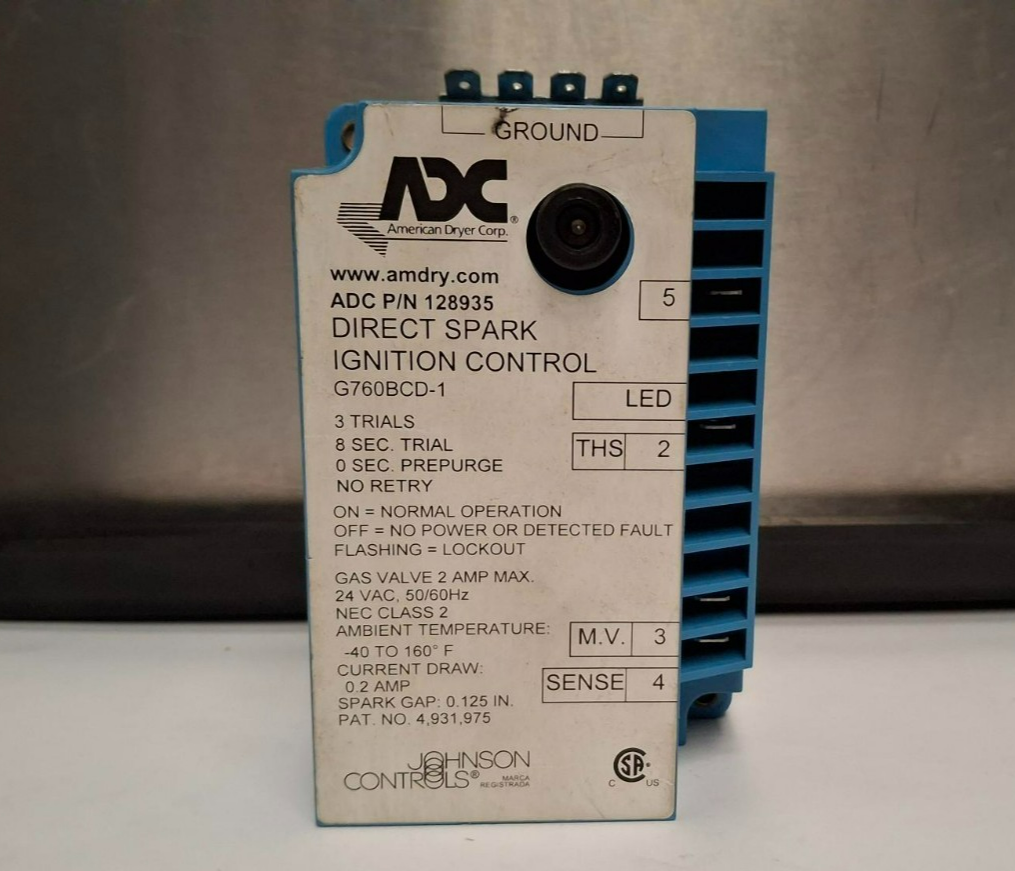 GROUND
ADC®
American Dryer Corp.
www.amdry.com
ADC P/N 128935
5
DIRECT SPARK
IGNITION CONTROL
G760BCD-1
LED
3 TRIALS
8 SEC. TRIAL
THS 2
0 SEC. PREPURGE
NO RETRY
ON = NORMAL OPERATION
OFF = NO POWER OR DETECTED FAULT
FLASHING = LOCKOUT
GAS VALVE 2 AMP MAX.
24 VAC, 50/60Hz
NEC CLASS 2
AMBIENT TEMPERATURE:
M.V. 3
-40 TO 160° F
CURRENT DRAW:
SENSE 4
0.2 AMP
SPARK GAP: 0.125 IN.
PAT. NO. 4,931,975
JOHNSON
CONTROLS®
MARCA
REGISTRADA
SA®
C US